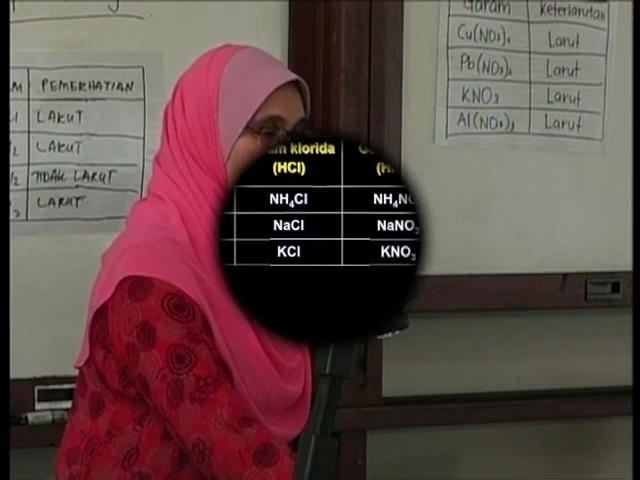 PEMERHATIAN
LARUT
LARUT
TIDAK LARUT
LARUT
Garam Keterlarutan
Cu(NO₃)₂ Larut
Pb(NO₃)₂ Larut
KNO₃ Larut
Al(NO₃)₃ Larut
klorida
(HCl)
NH₄Cl
NaCl NaNO₃
KCl KNO₃